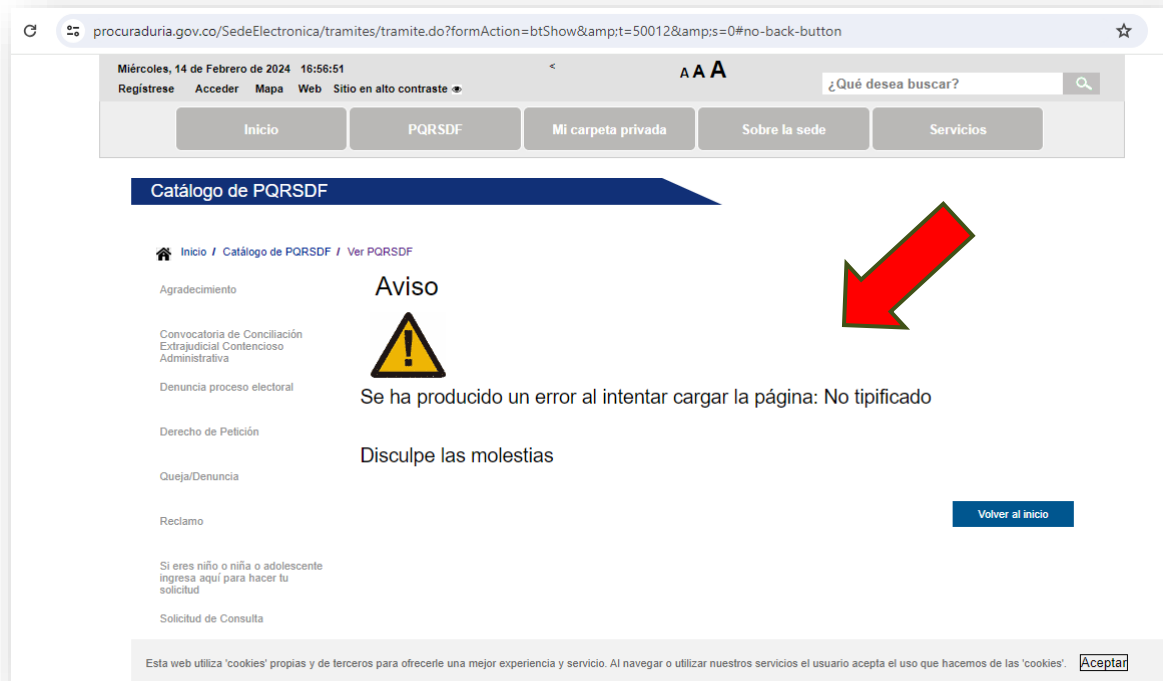 procuraduria.gov.co/SedeElectronica/tramites/tramite.do?formAction=btShow&amp;t=50012&amp;s=0#no-back-button
Miércoles, 14 de Febrero de 2024 16:56:51
<
A A A
¿Qué desea buscar?
Regístrese Acceder Mapa Web Sitio en alto contraste
Inicio PQRSDF Mi carpeta privada Sobre la sede Servicios
Catálogo de PQRSDF
Inicio / Catálogo de PQRSDF / Ver PQRSDF
Agradecimiento
Convocatoria de Conciliación
Extrajudicial Contencioso
Administrativa
Denuncia proceso electoral
Derecho de Petición
Queja/Denuncia
Reclamo
Si eres niño o niña o adolescente
ingresa aquí para hacer tu
solicitud
Solicitud de Consulta
Aviso
Se ha producido un error al intentar cargar la página: No tipificado
Disculpe las molestias
Volver al inicio
Esta web utiliza 'cookies' propias y de terceros para ofrecerle una mejor experiencia y servicio. Al navegar o utilizar nuestros servicios el usuario acepta el uso que hacemos de las 'cookies'. Aceptar